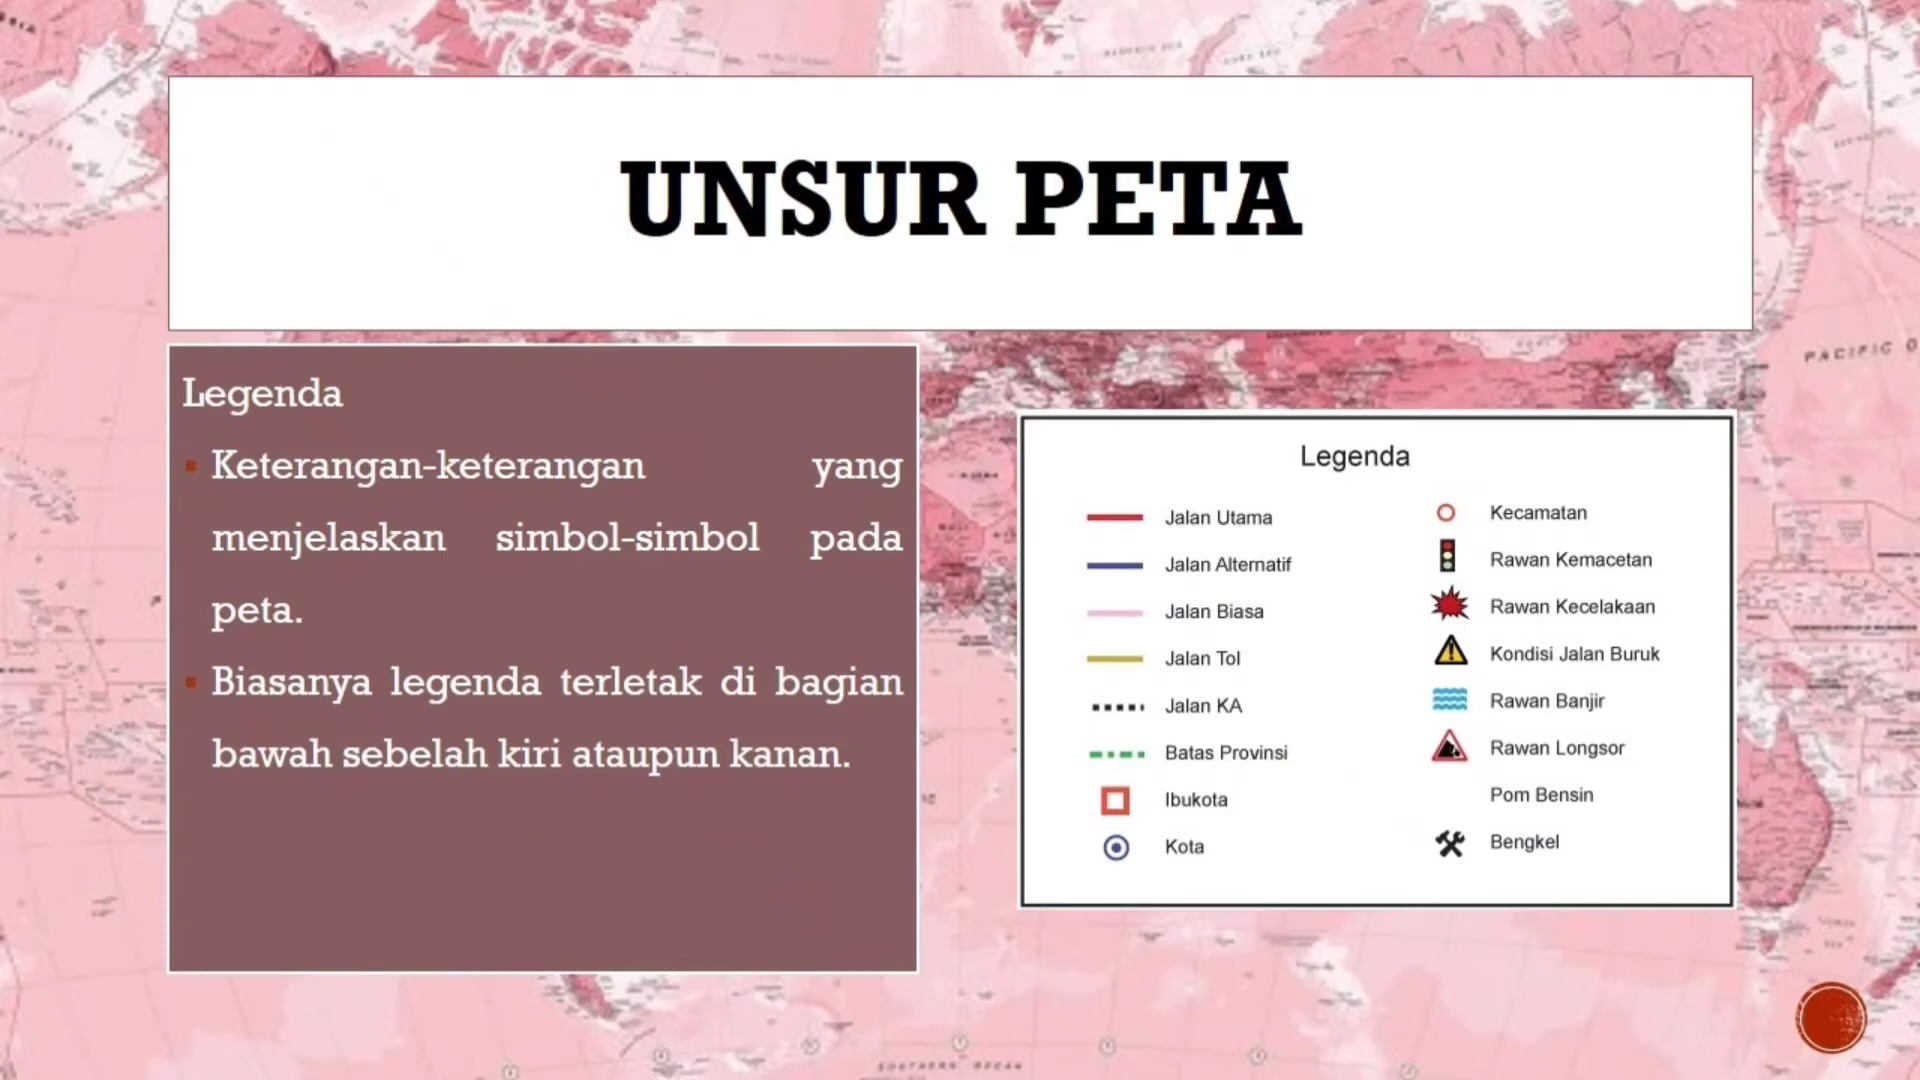 UNSUR PETA
Legenda
Keterangan-keterangan yang
menjelaskan simbol-simbol pada
peta.
Biasanya legenda terletak di bagian
bawah sebelah kiri ataupun kanan.
Legenda
Jalan Utama
Jalan Alternatif
Jalan Biasa
Jalan Tol
Jalan KA
Batas Provinsi
Ibukota
Kota
Kecamatan
Rawan Kemacetan
Rawan Kecelakaan
Kondisi Jalan Buruk
Rawan Banjir
Rawan Longsor
Pom Bensin
Bengkel
PACIFIC O